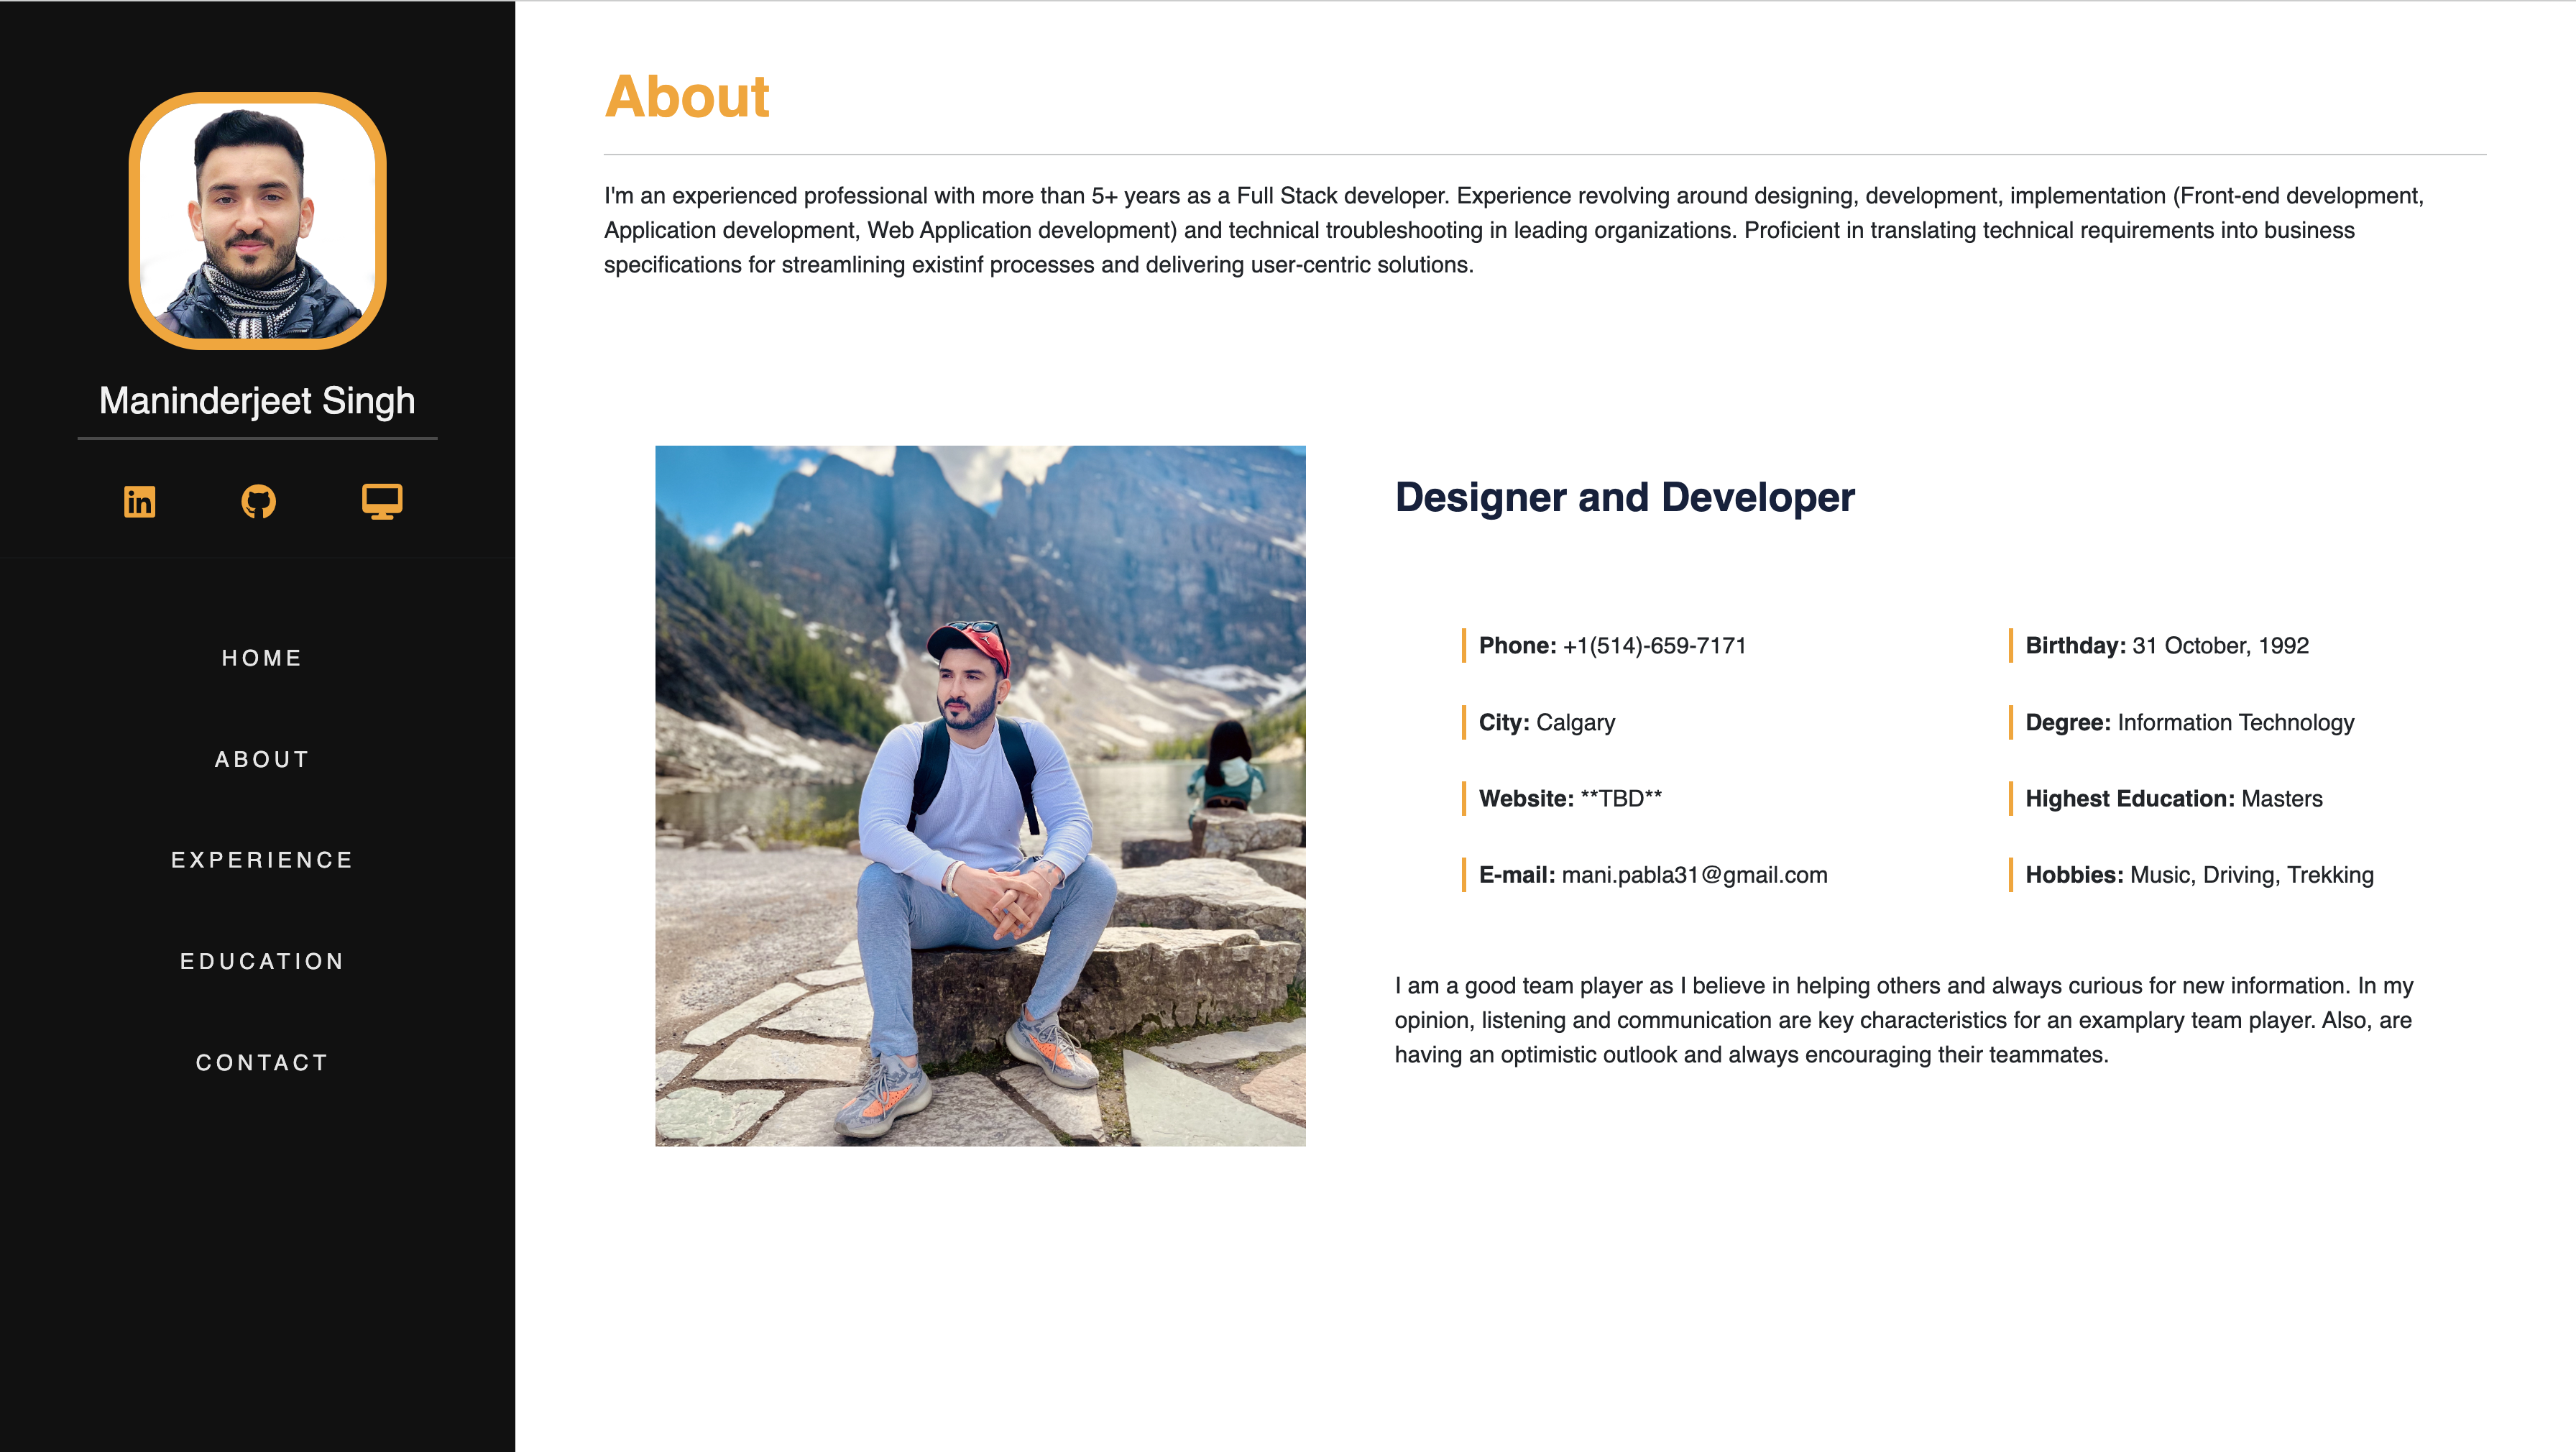 Maninderjeet Singh
HOME
ABOUT
EXPERIENCE
EDUCATION
CONTACT
About
I'm an experienced professional with more than 5+ years as a Full Stack developer. Experience revolving around designing, development, implementation (Front-end development,
Application development, Web Application development) and technical troubleshooting in leading organizations. Proficient in translating technical requirements into business
specifications for streamlining existinf processes and delivering user-centric solutions.
Designer and Developer
Phone: +1(514)-659-7171
Birthday: 31 October, 1992
City: Calgary
Degree: Information Technology
Website: **TBD**
Highest Education: Masters
E-mail: mani.pabla31@gmail.com
Hobbies: Music, Driving, Trekking
I am a good team player as I believe in helping others and always curious for new information. In my
opinion, listening and communication are key characteristics for an examplary team player. Also, are
having an optimistic outlook and always encouraging their teammates.